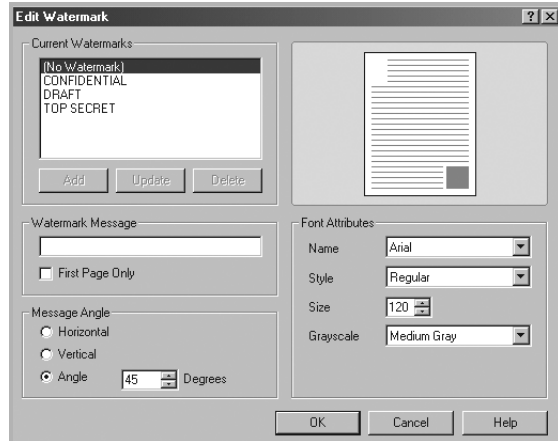 Edit Watermark
Current Watermarks
(No Watermark)
CONFIDENTIAL
DRAFT
TOP SECRET
Add Update Delete
Watermark Message
First Page Only
Message Angle
Horizontal
Vertical
Angle 45 Degrees
Font Attributes
Name Arial
Style Regular
Size 120
Grayscale Medium Gray
OK Cancel Help